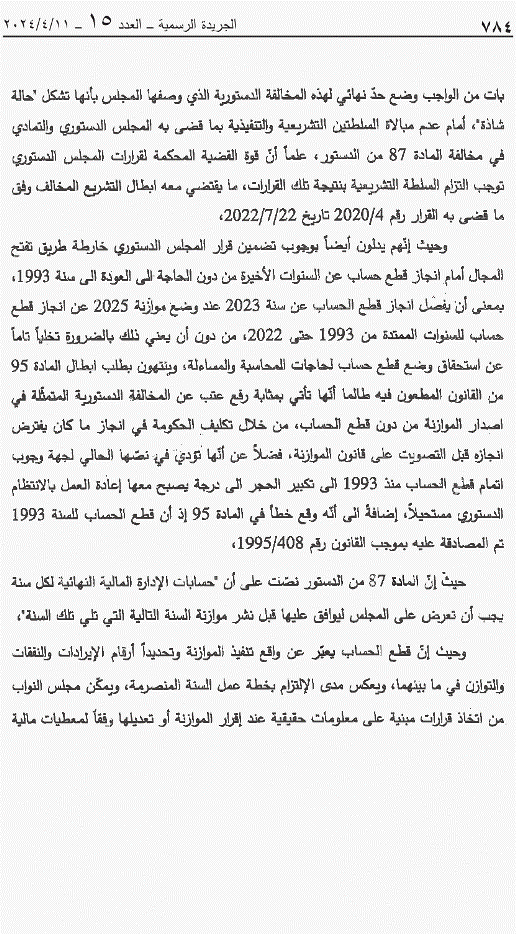 ٧٨٤ الجريدة الرسمية ــ العدد ١٥ ــ ٢٠٢٤/٤/١١
بات من الواجب وضع حدّ نهائي لهذه المخالفة الدستورية الذي وصفها المجلس بأنها تشكل "حالة
شاذة"، أمام عدم مبالاة السلطتين التشريعية والتنفيذية بما قضى به المجلس الدستوري والتمادي
في مخالفة المادة 87 من الدستور، علماً أنّ قوة القضية المحكمة لقرارات المجلس الدستوري
توجب التزام السلطة التشريعية بنتيجة تلك القرارات، ما يقتضي معه ابطال التشريع المخالف وفق
ما قضى به القرار رقم 2020/4 تاريخ 2022/7/22،
وحيث إنّهم يدلون أيضاً بوجوب تضمين قرار المجلس الدستوري خارطة طريق تفتح
المجال أمام انجاز قطع حساب عن السنوات الأخيرة من دون الحاجة الى العودة الى سنة 1993،
بمعنى أن يفصَل انجاز قطع الحساب عن سنة 2023 عند وضع موازنة 2025 عن انجاز قطع
حساب للسنوات الممتدة من 1993 حتى 2022، من دون أن يعني ذلك بالضرورة تخلياً تاماً
عن استحقاق وضع قطع حساب لحاجات المحاسبة والمساءلة، وينتهون بطلب ابطال المادة 95
من القانون المطعون فيه طالما أنّها تأتي بمثابة رفع عتب عن المخالفة الدستورية المتمثّلة في
اصدار الموازنة من دون قطع الحساب، من خلال تكليف الحكومة في انجاز ما كان يفترض
انجازه قبل التصويت على قانون الموازنة، فضلاً عن أنّها تؤدي في نصّها الحالي لجهة وجوب
اتمام قطع الحساب منذ 1993 الى تكبير الحجر الى درجة يصبح معها إعادة العمل بالانتظام
الدستوري مستحيلاً، إضافةً الى أنّه وقع خطأ في المادة 95 إذ أن قطع الحساب للسنة 1993
تم المصادقة عليه بموجب القانون رقم 1995/408،
حيث إنّ المادة 87 من الدستور نصّت على أن "حسابات الإدارة المالية النهائية لكل سنة
يجب أن تعرض على المجلس ليوافق عليها قبل نشر موازنة السنة التالية التي تلي تلك السنة"،
وحيث إنّ قطع الحساب يعبّر عن واقع تنفيذ الموازنة وتحديداً أرقام الإيرادات والنفقات
والتوازن في ما بينهما، ويعكس مدى الإلتزام بخطة عمل السنة المنصرمة، ويمكّن مجلس النواب
من اتخاذ قرارات مبنية على معلومات حقيقية عند إقرار الموازنة أو تعديلها وفقاً لمعطيات مالية